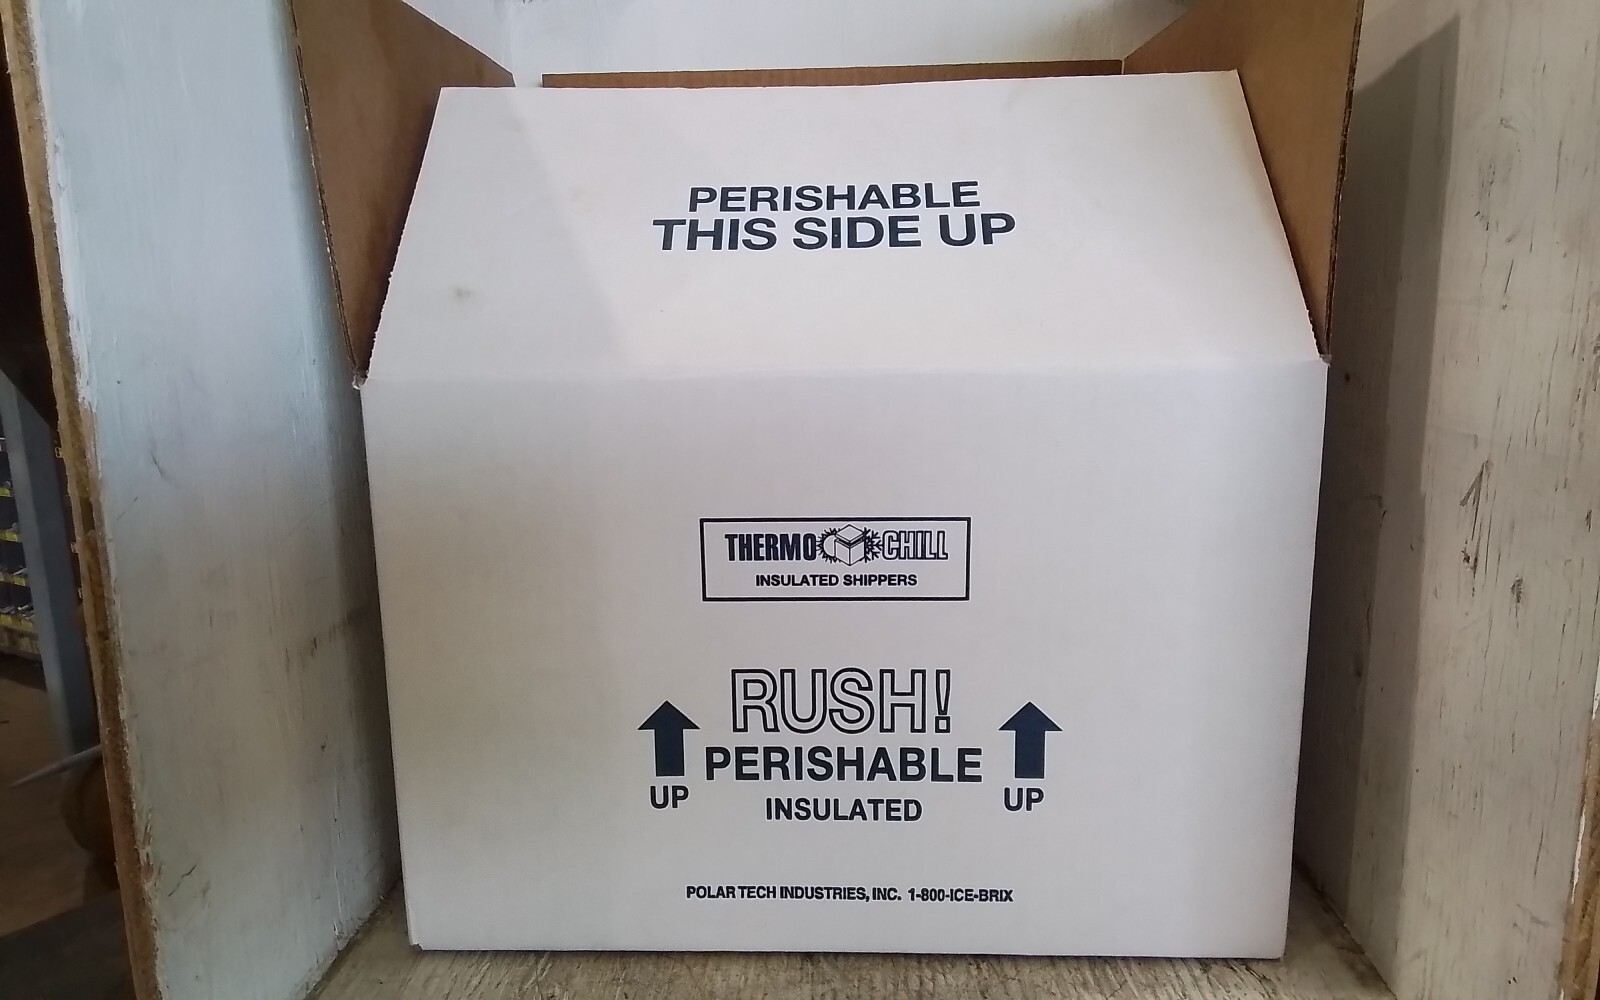 PERISHABLE
THIS SIDE UP
THERMO CHILL
INSULATED SHIPPERS
RUSH!
PERISHABLE
UP INSULATED UP
POLAR TECH INDUSTRIES, INC. 1-800-ICE-BRIX